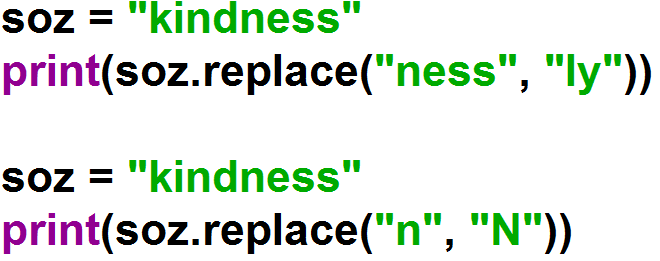 soz = "kindness"
print(soz.replace("ness", "ly"))
soz = "kindness"
print(soz.replace("n", "N"))